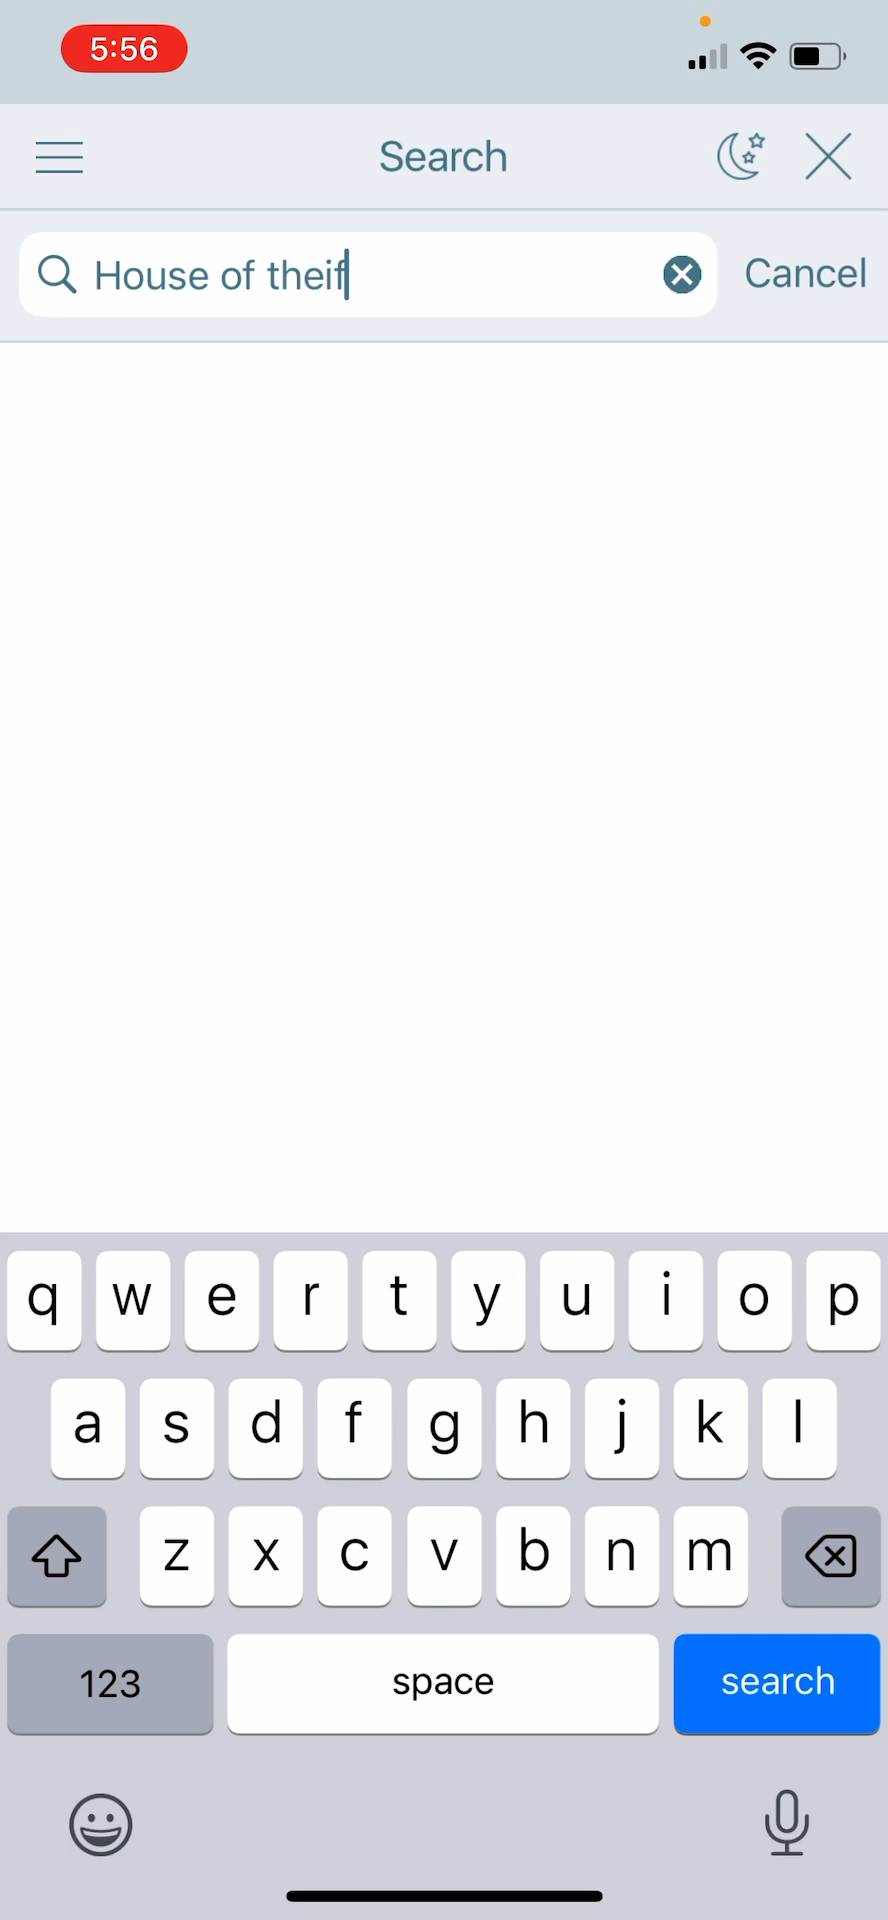 5:56
Search
House of theif
Cancel
q w e r t y u i o p
a s d f g h j k l
z x c v b n m
123 space search